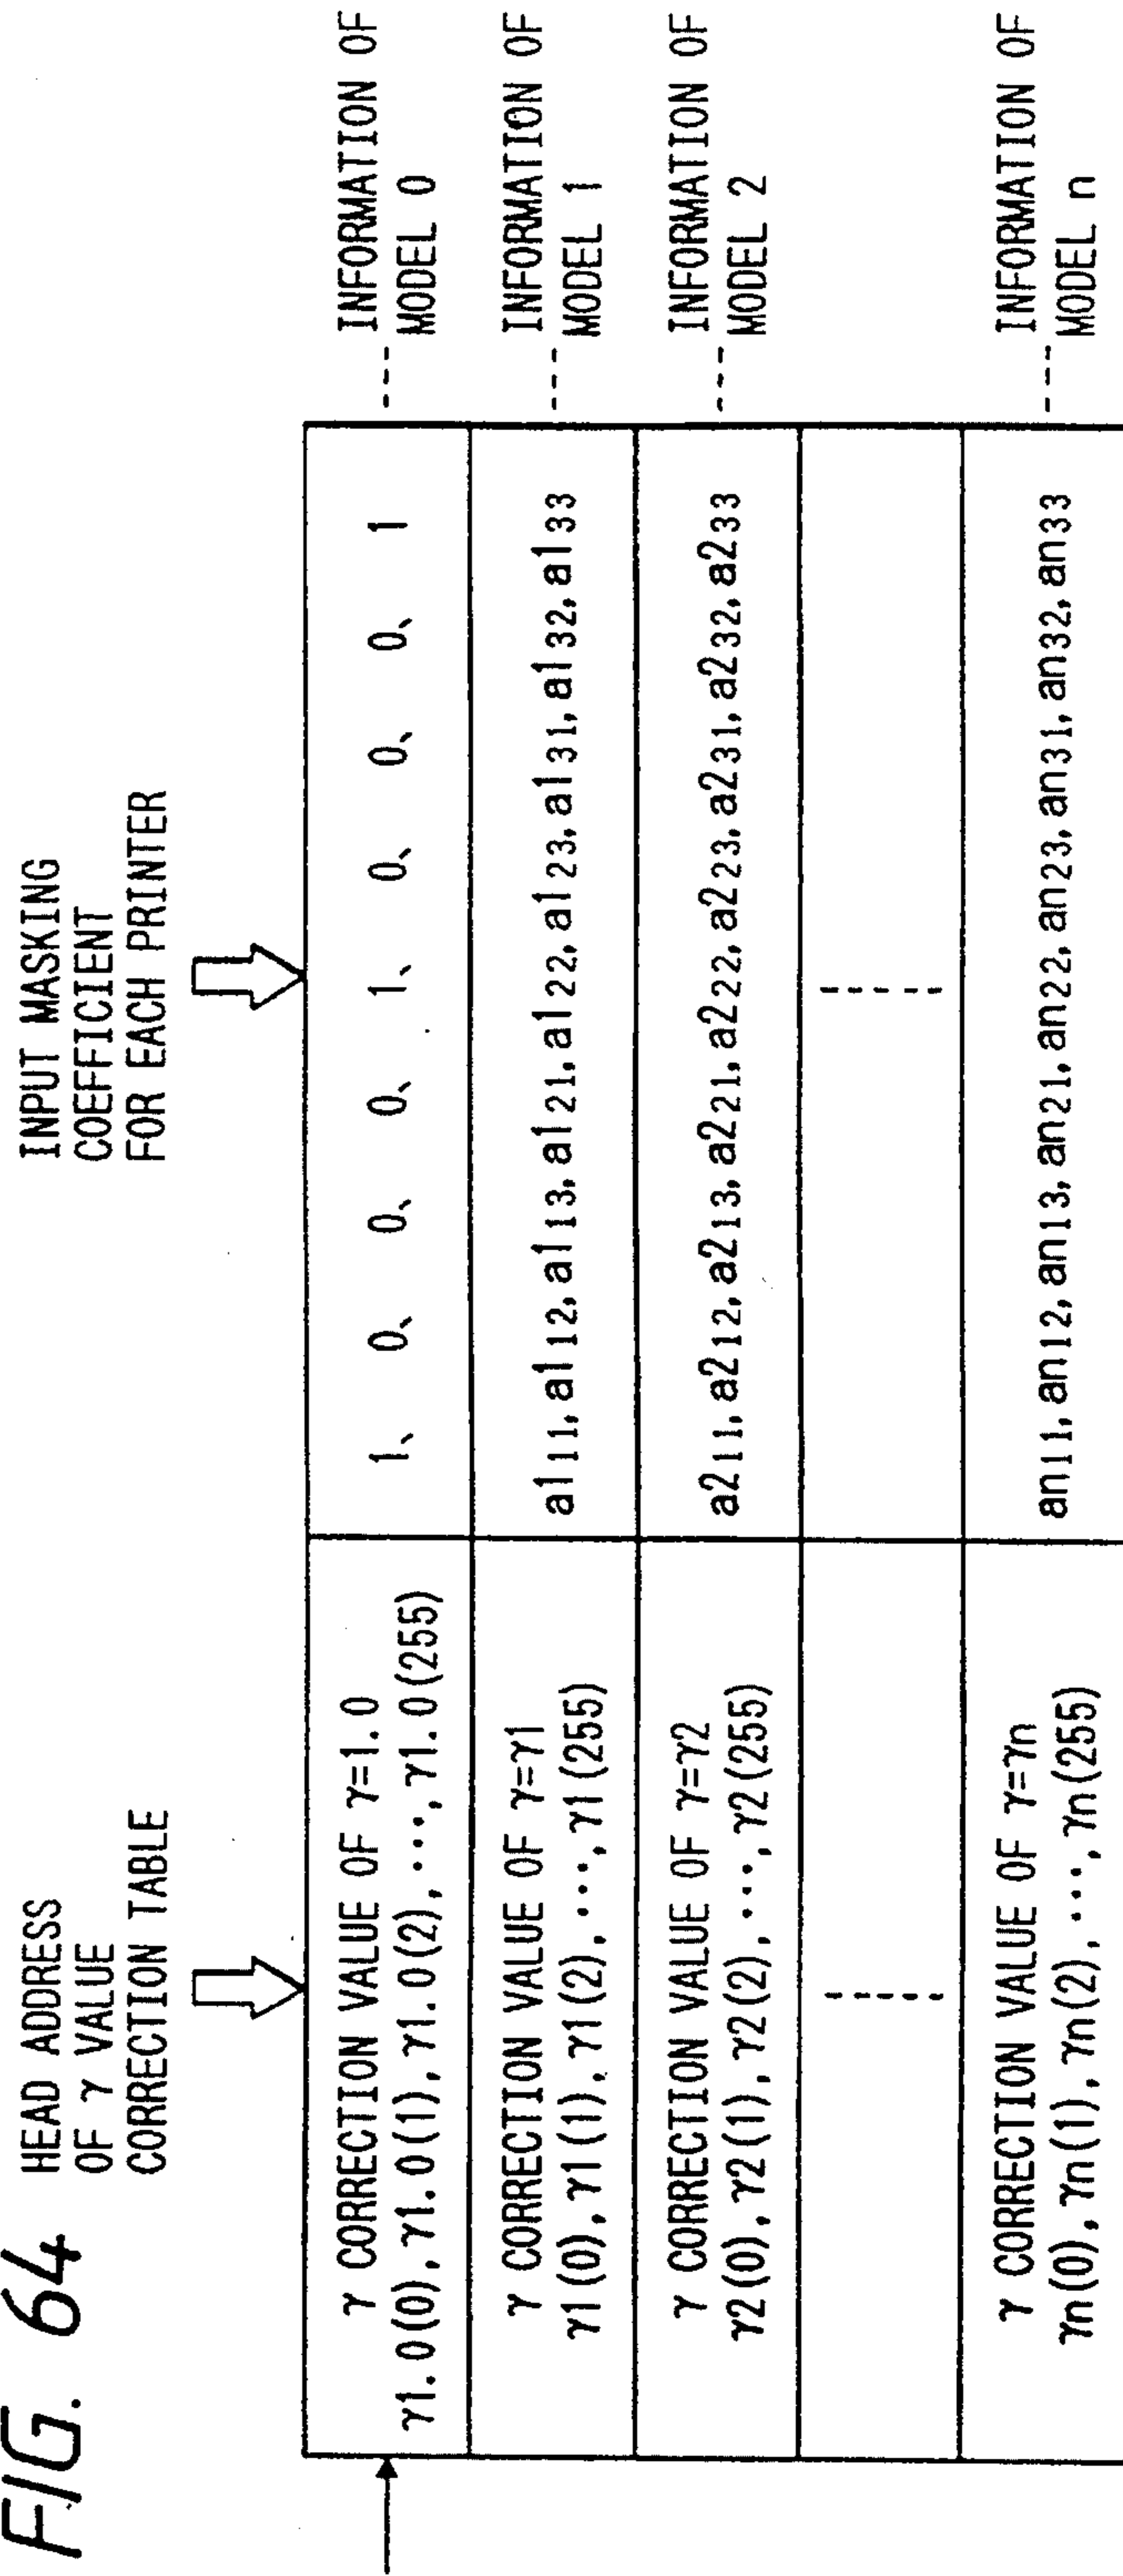 FIG. 64
HEAD ADDRESS
OF γ VALUE
CORRECTION TABLE
INPUT MASKING
COEFFICIENT
FOR EACH PRINTER
γ CORRECTION VALUE OF γ=1.0
γ1.0(0), γ1.0(1), γ1.0(2), ···, γ1.0(255)
1、 0、 0、 0、 1、 0、 0、 0、 1
--- INFORMATION OF
MODEL 0
γ CORRECTION VALUE OF γ=γ1
γ1(0), γ1(1), γ1(2), ···, γ1(255)
a111, a112, a113, a121, a122, a123, a131, a132, a133
--- INFORMATION OF
MODEL 1
γ CORRECTION VALUE OF γ=γ2
γ2(0), γ2(1), γ2(2), ···, γ2(255)
a211, a212, a213, a221, a222, a223, a231, a232, a233
--- INFORMATION OF
MODEL 2
γ CORRECTION VALUE OF γ=γn
γn(0), γn(1), γn(2), ···, γn(255)
an11, an12, an13, an21, an22, an23, an31, an32, an33
--- INFORMATION OF
MODEL n